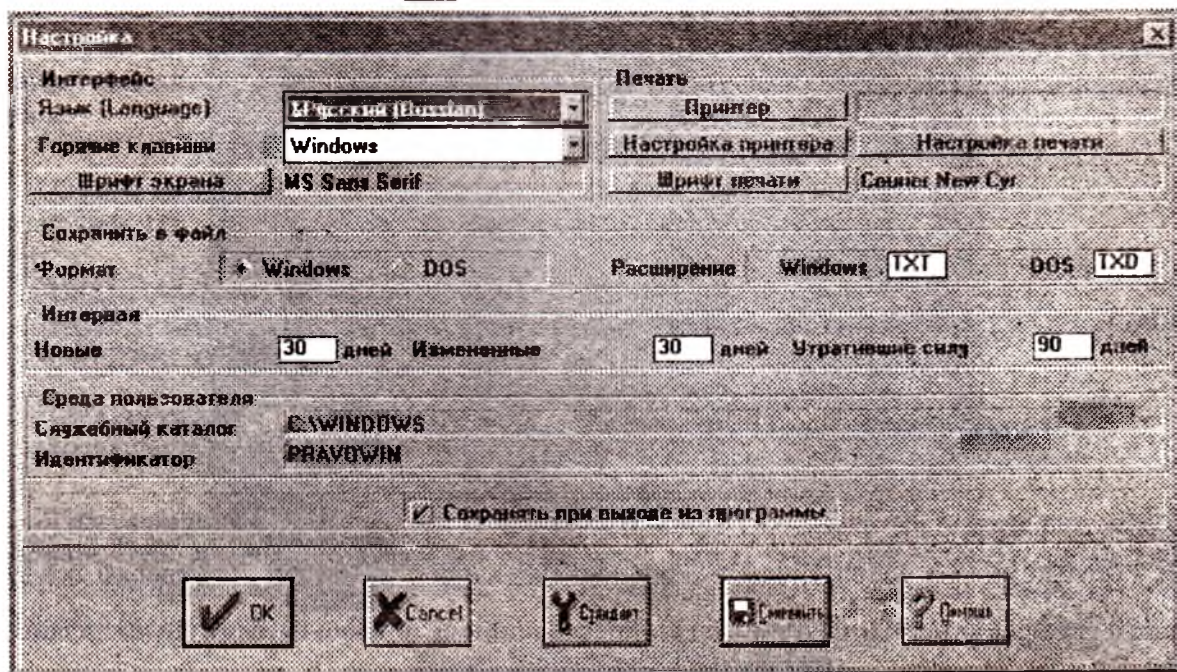 Настройка
Интерфейс
Язык (Language)
(Russian)
Горячие клавиши
Windows
Шрифт экрана
MS Sans Serif
Печать
Принтер
Настройка принтера
Настройка печати
Шрифт печати
Courier New Cyr
Сохранить в файл
Формат
Windows
DOS
Расширение
Windows .TXT
DOS .TXD
Интервал
Новые 30 дней
Измененные 30 дней
Утратившие силу 90 дней
Среда пользователя
Служебный каталог C:\WINDOWS
Идентификатор PRAVOWIN
Сохранять при выходе из программы
OK
Cancel
Стандарт
Сохранить
Помощь